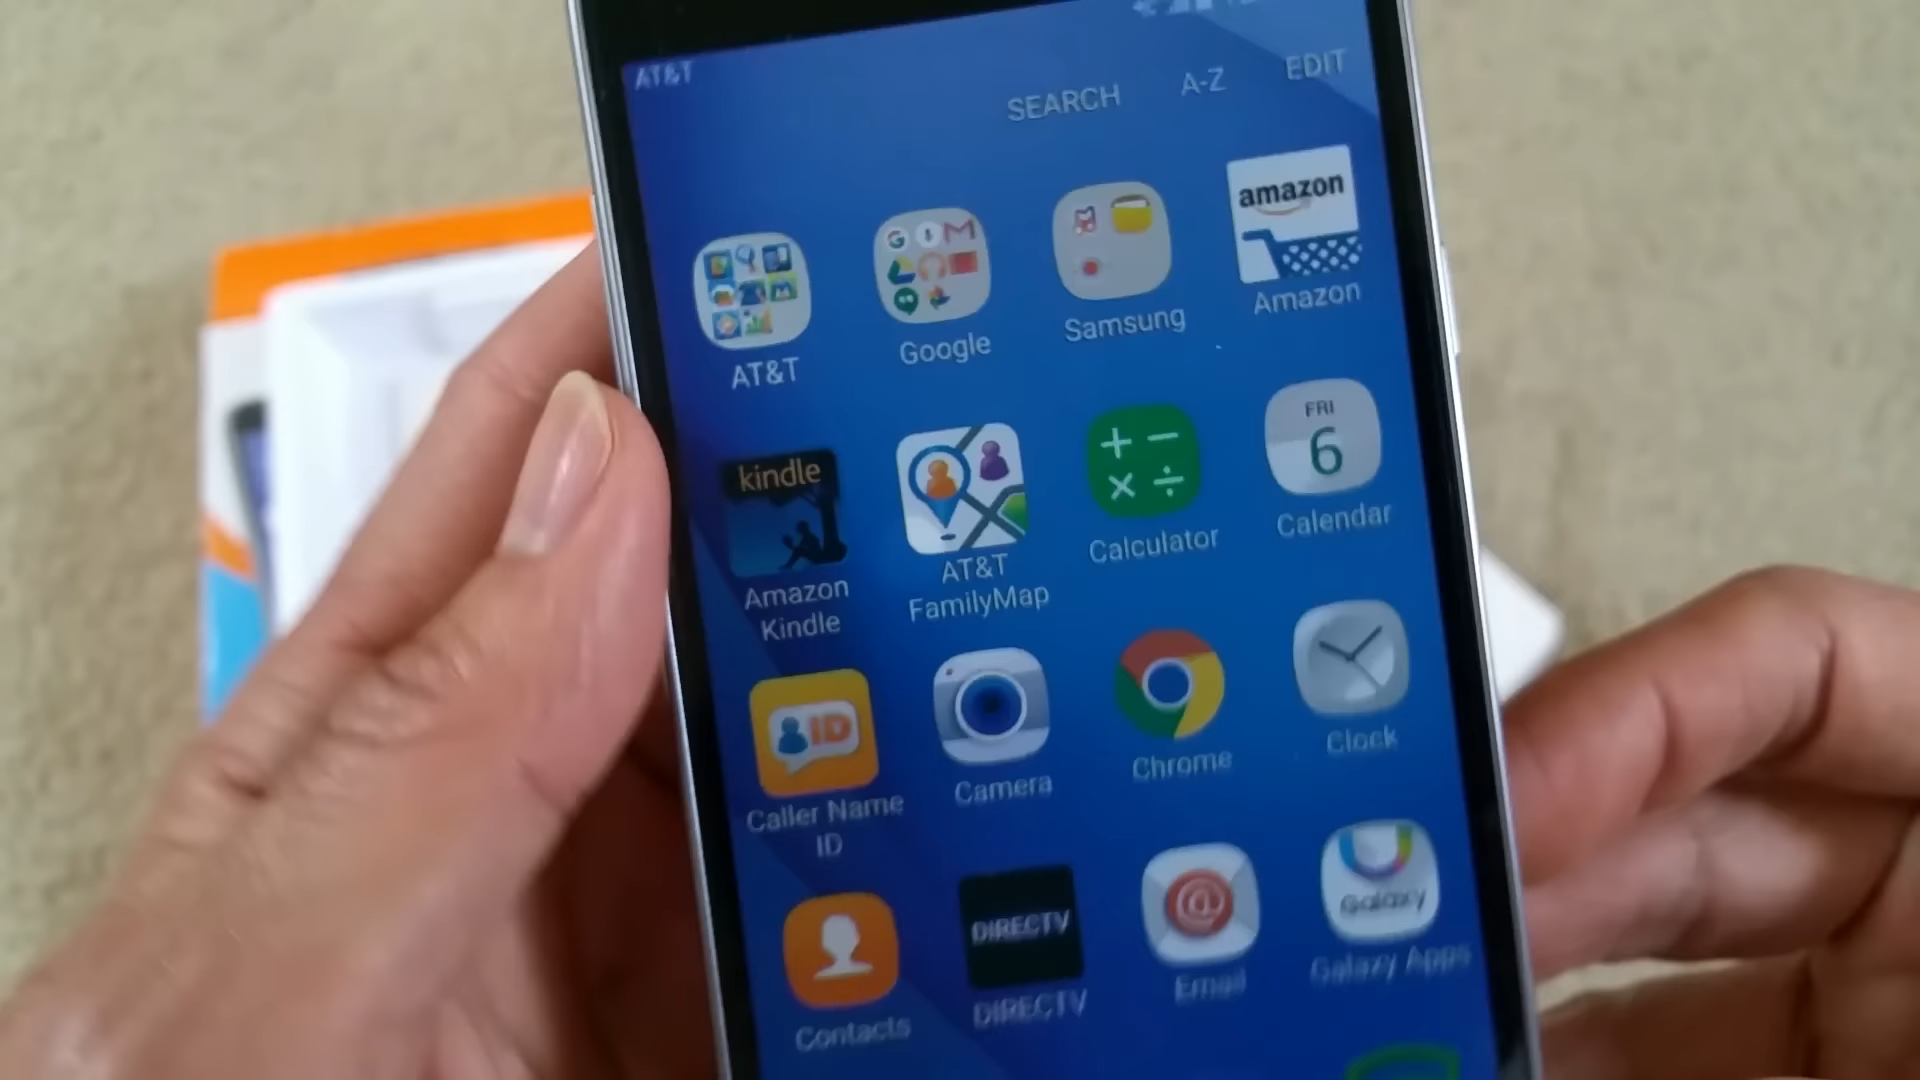 AT&T
SEARCH A-Z EDIT
amazon
AT&T Google Samsung Amazon
kindle
FRI
6
Amazon
Kindle
AT&T
FamilyMap
Calculator
Calendar
ID
Caller Name
ID
Camera
Chrome
Clock
DIRECTV
Galaxy
Contacts
DIRECTV
Email
Galaxy Apps